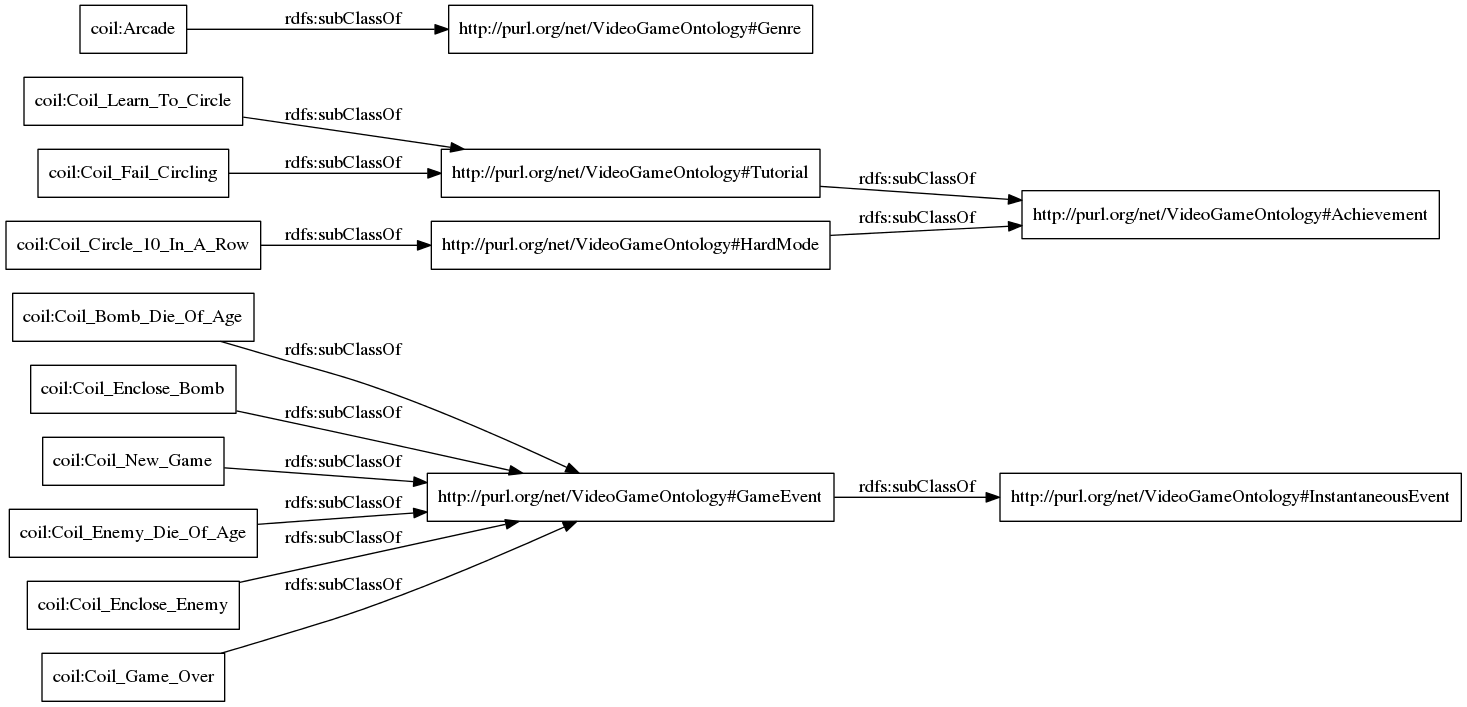 coil:Arcade
rdfs:subClassOf
http://purl.org/net/VideoGameOntology#Genre
coil:Coil_Learn_To_Circle
rdfs:subClassOf
coil:Coil_Fail_Circling
rdfs:subClassOf
http://purl.org/net/VideoGameOntology#Tutorial
rdfs:subClassOf
http://purl.org/net/VideoGameOntology#Achievement
coil:Coil_Circle_10_In_A_Row
rdfs:subClassOf
http://purl.org/net/VideoGameOntology#HardMode
rdfs:subClassOf
coil:Coil_Bomb_Die_Of_Age
rdfs:subClassOf
coil:Coil_Enclose_Bomb
rdfs:subClassOf
coil:Coil_New_Game
rdfs:subClassOf
http://purl.org/net/VideoGameOntology#GameEvent
rdfs:subClassOf
http://purl.org/net/VideoGameOntology#InstantaneousEvent
coil:Coil_Enemy_Die_Of_Age
rdfs:subClassOf
coil:Coil_Enclose_Enemy
rdfs:subClassOf
coil:Coil_Game_Over
rdfs:subClassOf